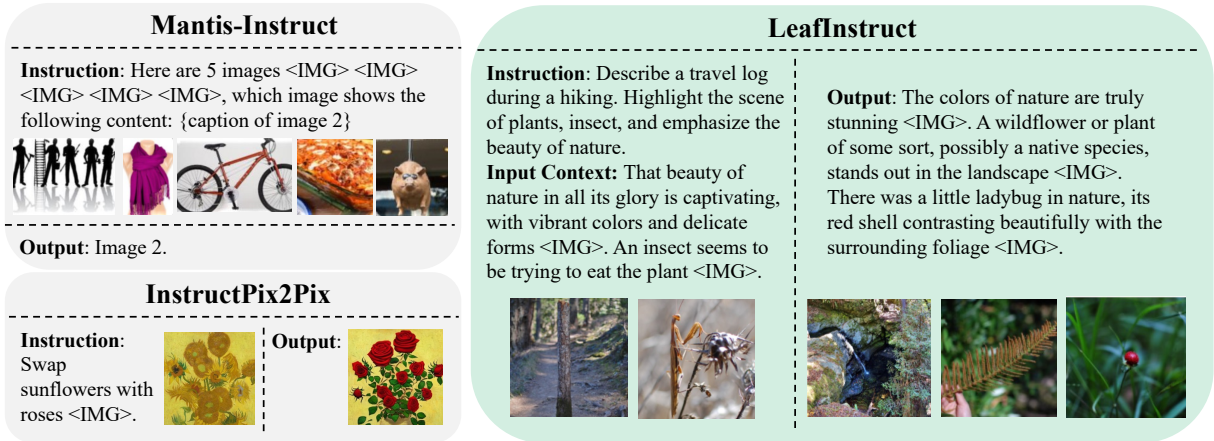 Mantis-Instruct
Instruction: Here are 5 images <IMG> <IMG>
<IMG> <IMG> <IMG>, which image shows the
following content: {caption of image 2}
Output: Image 2.
InstructPix2Pix
Instruction:
Swap
sunflowers with
roses <IMG>.
Output:
LeafInstruct
Instruction: Describe a travel log
during a hiking. Highlight the scene
of plants, insect, and emphasize the
beauty of nature.
Input Context: That beauty of
nature in all its glory is captivating,
with vibrant colors and delicate
forms <IMG>. An insect seems to
be trying to eat the plant <IMG>.
Output: The colors of nature are truly
stunning <IMG>. A wildflower or plant
of some sort, possibly a native species,
stands out in the landscape <IMG>.
There was a little ladybug in nature, its
red shell contrasting beautifully with the
surrounding foliage <IMG>.